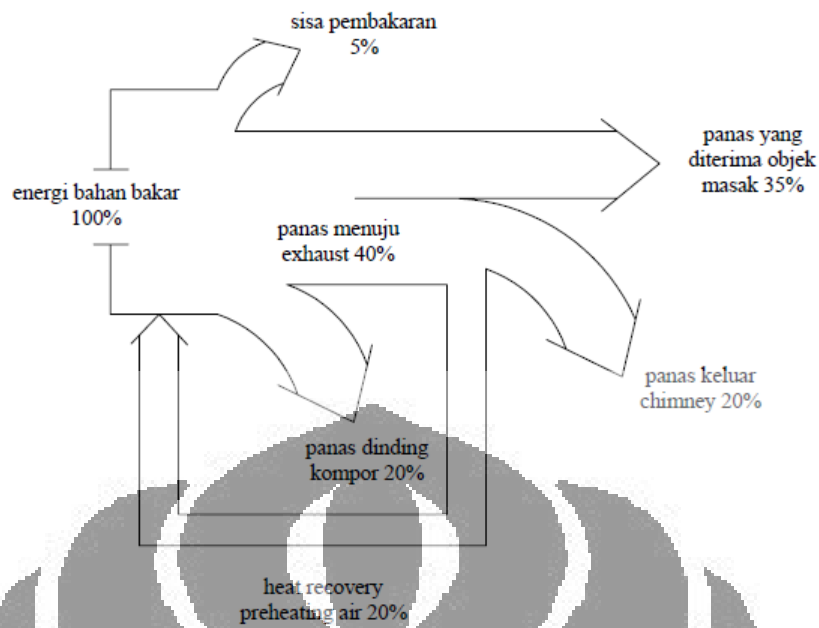 sisa pembakaran
5%
panas yang
diterima objek
masak 35%
energi bahan bakar
100%
panas menuju
exhaust 40%
panas keluar
chimney 20%
panas dinding
kompor 20%
heat recovery
preheating air 20%